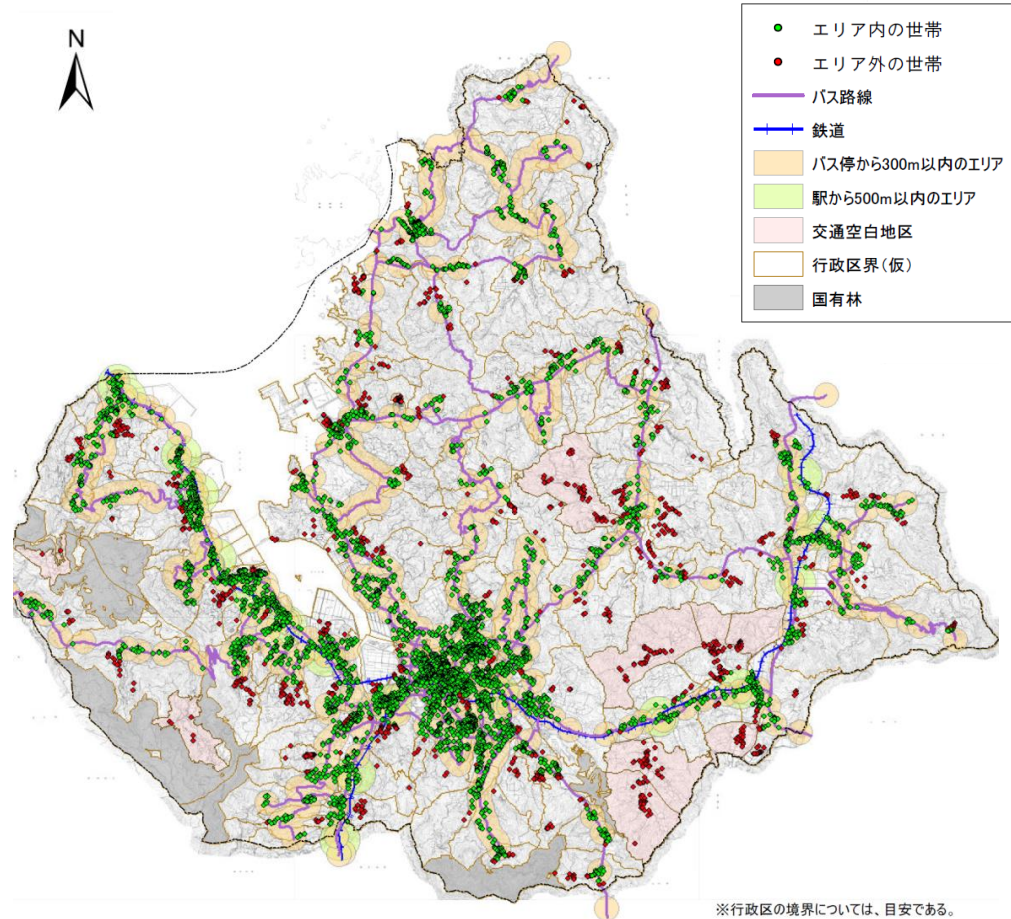 N
エリア内の世帯
エリア外の世帯
バス路線
鉄道
バス停から300m以内のエリア
駅から500m以内のエリア
交通空白地区
行政区界(仮)
国有林
※行政区の境界については、目安である。